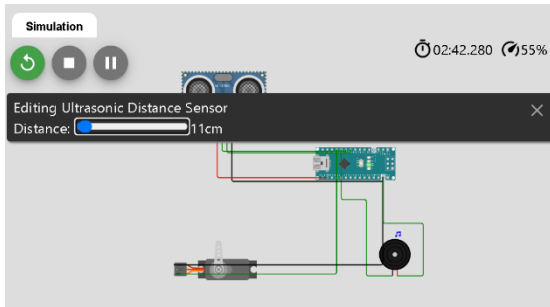 Simulation
02:42.280 55%
Editing Ultrasonic Distance Sensor
Distance: 11cm